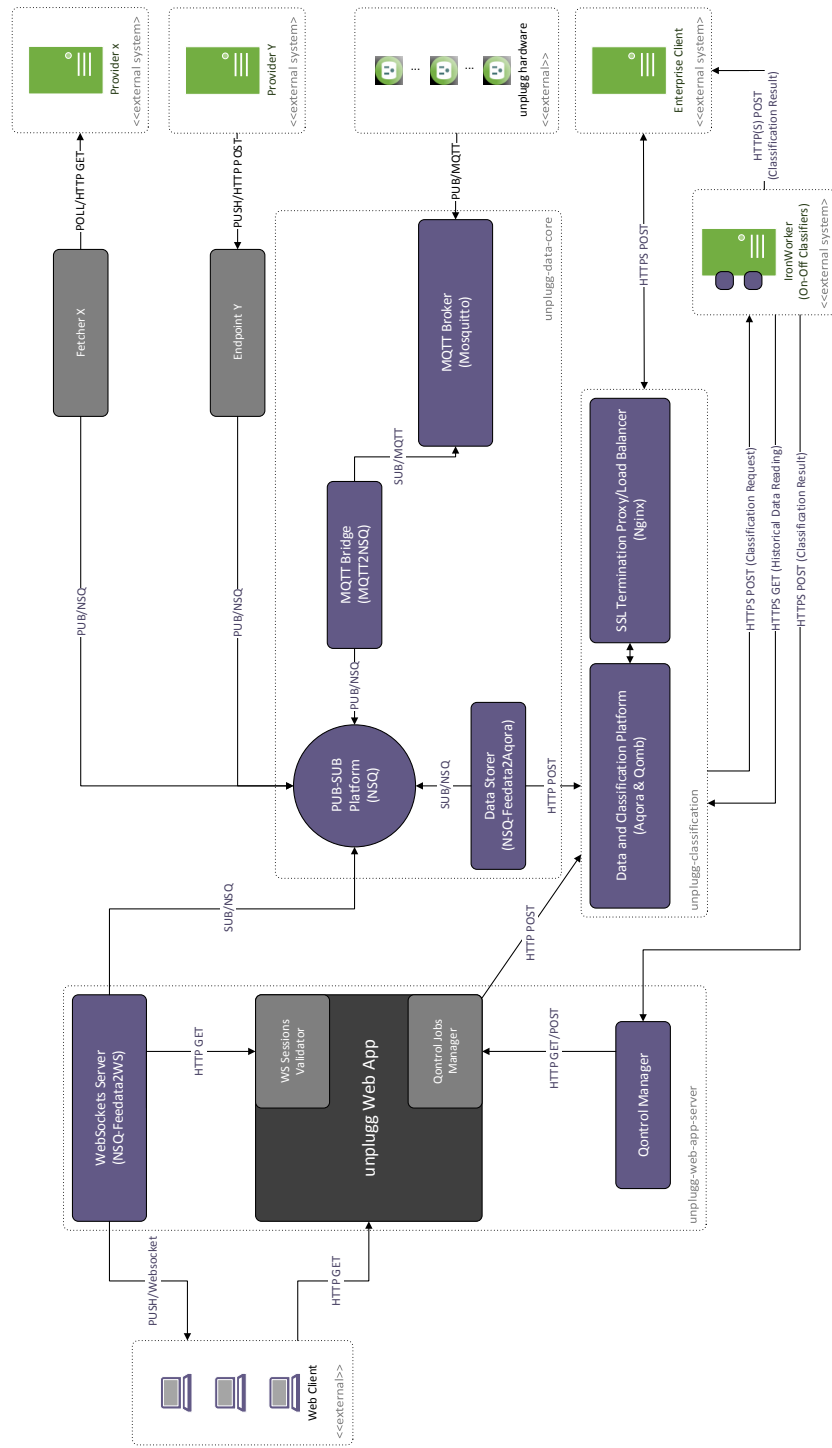 Provider x
<<external system>
POLL/HTTP GET
Fetcher X
PUB/NSQ
Provider Y
<<external system>
PUSH/HTTP POST
Endpoint Y
PUB/NSQ
unplugg hardware
<<external>>
...
...
PUB/MQTT
MQTT Broker
(Mosquitto)
SUB/MQTT
MQTT Bridge
(MQTT2NSQ)
PUB/NSQ
PUB-SUB
Platform
(NSQ)
SUB/NSQ
Data Storer
(NSQ-Feedata2Aqora)
HTTP POST
unplugg-data-core
Enterprise Client
<<external system>
HTTPS POST
SSL Termination Proxy/Load Balancer
(Nginx)
Data and Classification Platform
(Aqora & Qomb)
unplugg-classification
HTTP(S) POST
(Classification Result)
IronWorker
(On-Off Classifiers)
<<external system>
HTTPS POST (Classification Request)
HTTPS GET (Historical Data Reading)
HTTPS POST (Classification Result)
SUB/NSQ
HTTP POST
WebSockets Server
(NSQ-Feedata2WS)
HTTP GET
WS Sessions
Validator
unplugg Web App
Qontrol Jobs
Manager
HTTP GET/POST
Qontrol Manager
unplugg-web-app-server
PUSH/Websocket
HTTP GET
Web Client
<<external>>